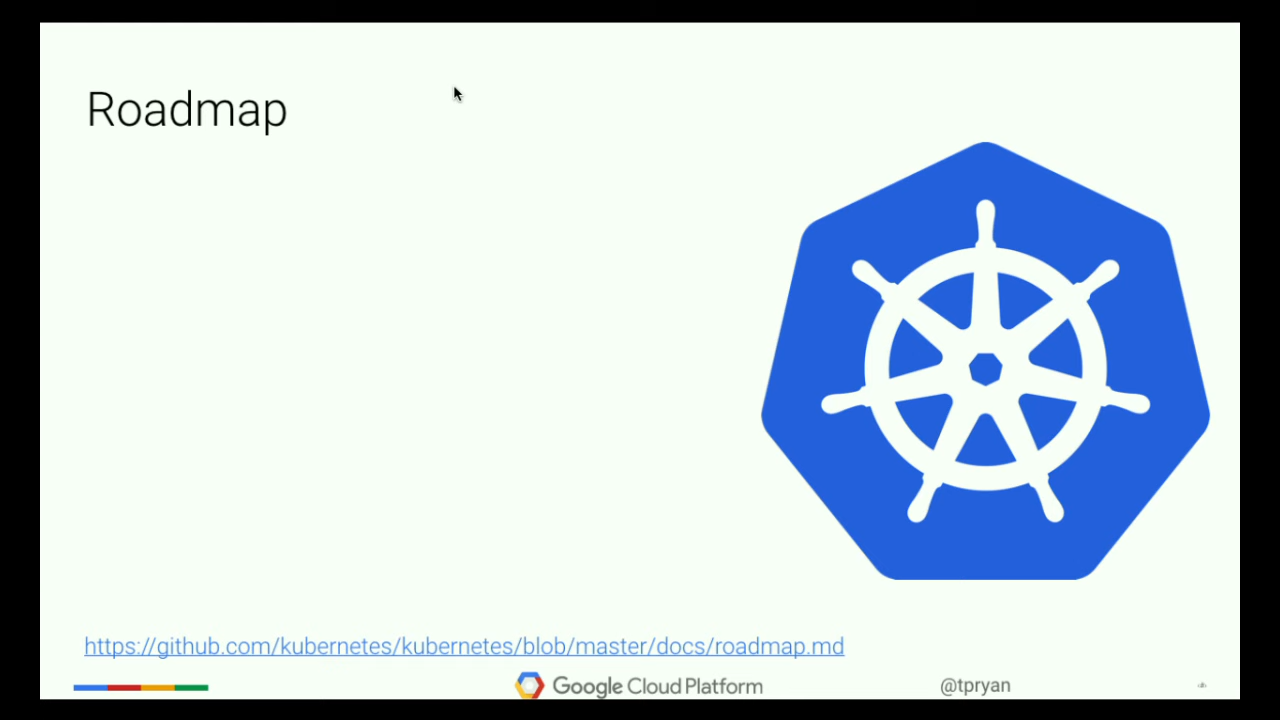 Roadmap
https://github.com/kubernetes/kubernetes/blob/master/docs/roadmap.md
Google Cloud Platform
@tpryan